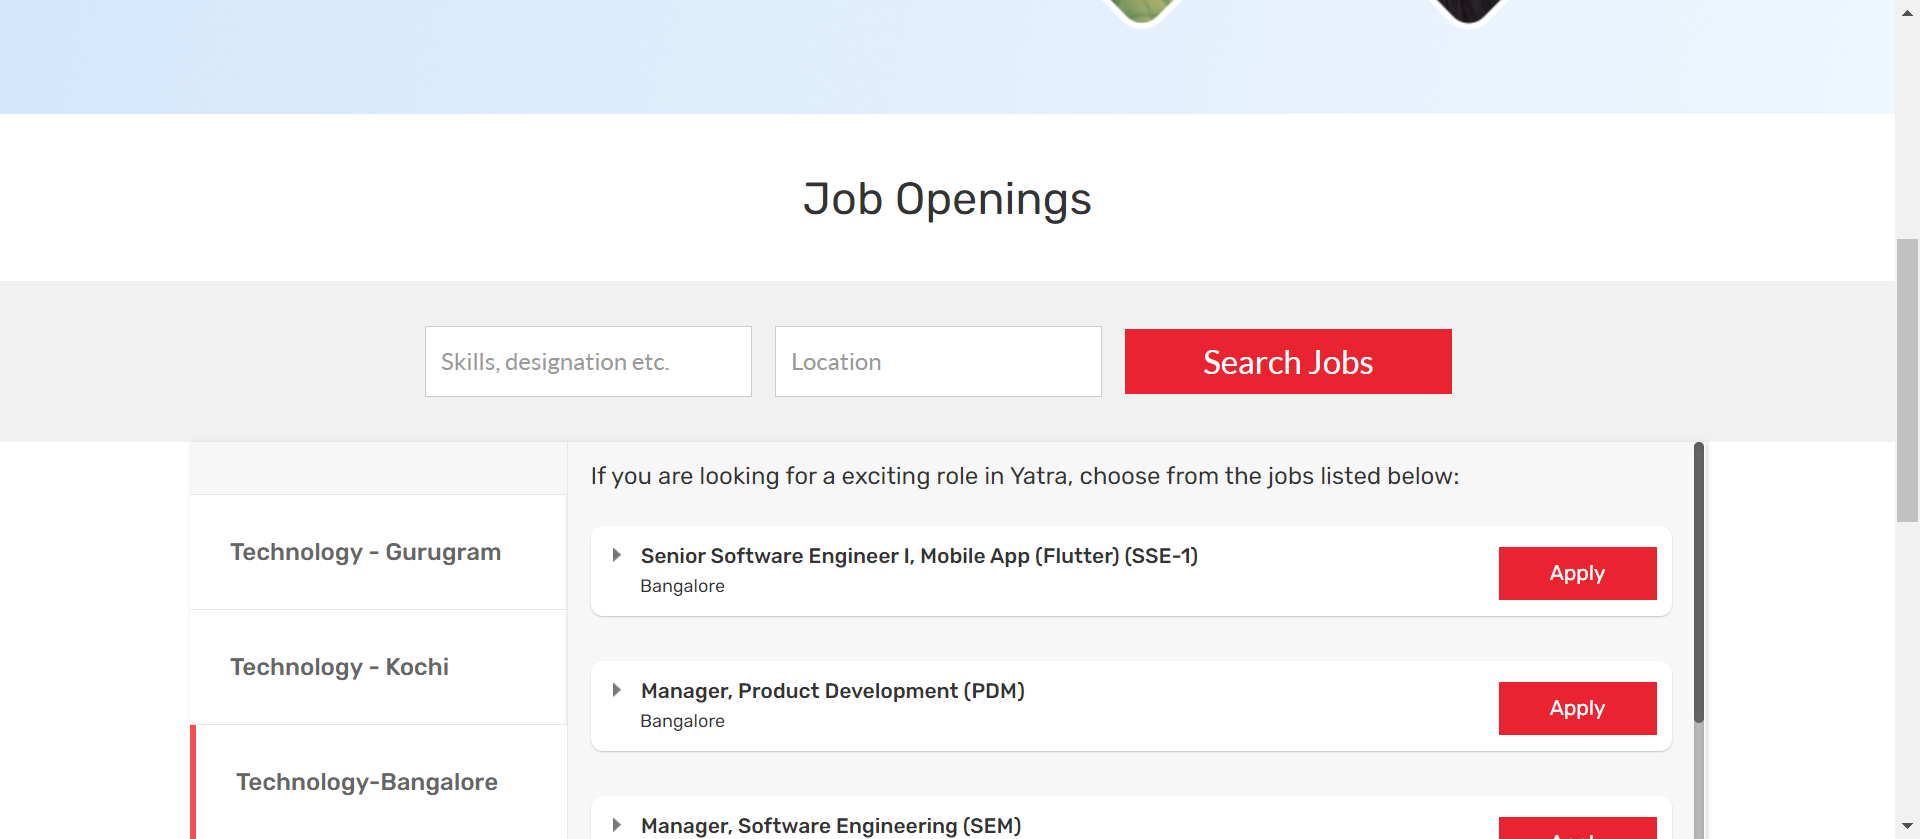 Job Openings
Skills, designation etc.
Location
Search Jobs
Technology - Gurugram
Technology - Kochi
Technology-Bangalore
If you are looking for a exciting role in Yatra, choose from the jobs listed below:
Senior Software Engineer I, Mobile App (Flutter) (SSE-1)
Bangalore
Apply
Manager, Product Development (PDM)
Bangalore
Apply
Manager, Software Engineering (SEM)